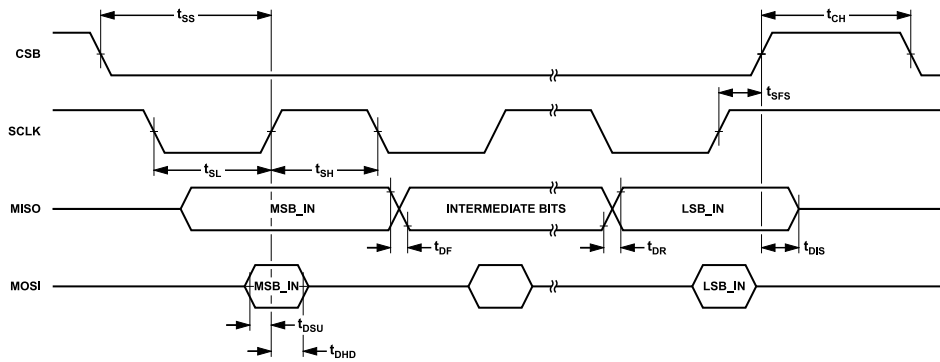 tSS
tCH
CSB
tSFS
SCLK
tSL
tSH
MISO
MSB_IN
INTERMEDIATE BITS
LSB_IN
tDF
tDR
tDIS
MOSI
MSB_IN
LSB_IN
tDSU
tDHD